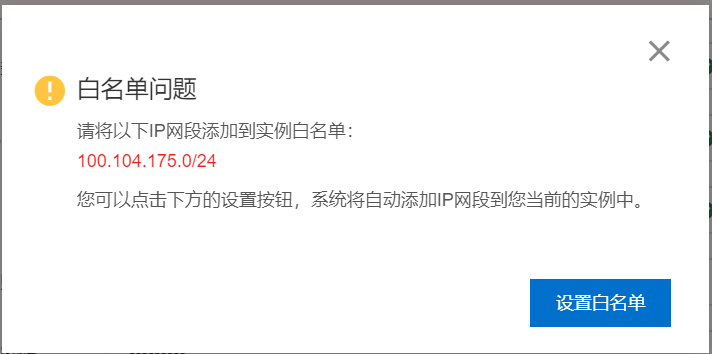 白名单问题
请将以下IP网段添加到实例白名单：
100.104.175.0/24
您可以点击下方的设置按钮，系统将自动添加IP网段到您当前的实例中。
设置白名单